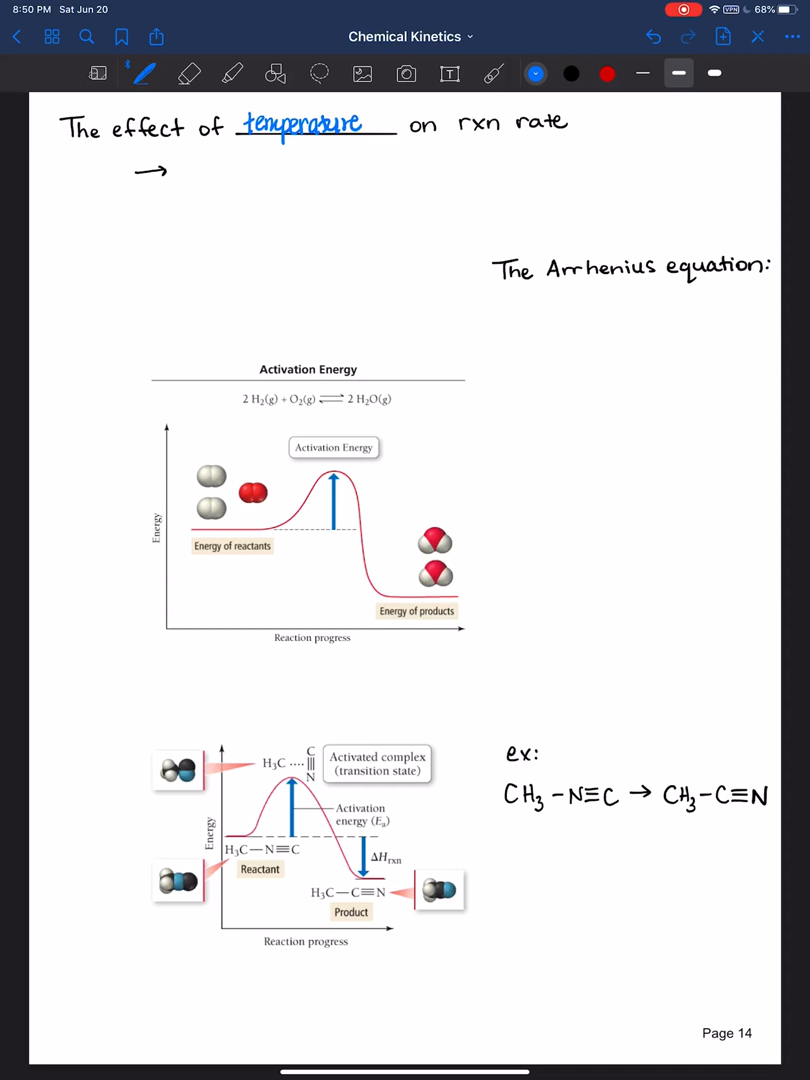 8:50 PM Sat Jun 20
VPN 68%
Chemical Kinetics
T
The effect of temperature on rxn rate
→
The Arrhenius equation:
Activation Energy
2 H₂(g) + O₂(g) ⇌ 2 H₂O(g)
Activation Energy
Energy
Energy of reactants
Energy of products
Reaction progress
C
H₃C ···· |||
N
Activated complex
(transition state)
ex:
CH₃ – N≡C → CH₃ – C≡N
Activation
energy (Eₐ)
Energy
H₃C—N≡C
Reactant
ΔHrxn
H₃C—C≡N
Product
Reaction progress
Page 14